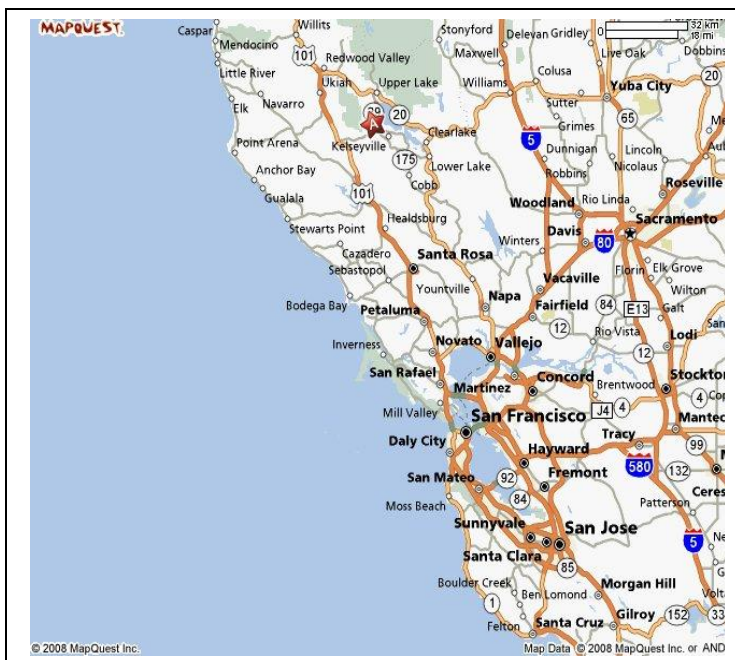 MAPQUEST.
Caspar
Willits
Stonyford
Delevan
Gridley
0
32 km
18 mi
Mendocino
101
Redwood Valley
Maxwell
Live Oak
Dobbins
Little River
Ukiah
Upper Lake
Williams
Colusa
Yuba City
20
Elk
Navarro
20
Sutter
A
Grimes
65
Point Arena
Kelseyville
Clearlake
5
Lincoln
175
Lower Lake
Dunnigan
Nicolaus
Anchor Bay
Cobb
Robbins
Roseville
Gualala
101
Woodland
Rio Linda
Stewarts Point
Healdsburg
Sacramento
Davis
80
Cazadero
Santa Rosa
Winters
Florin
Elk Grove
Sebastopol
Yountville
Vacaville
Wilton
Bodega Bay
Napa
84
E13
Galt
Petaluma
Fairfield
12
Rio Vista
Lodi
Inverness
Novato
Vallejo
12
San Rafael
Martinez
Concord
Brentwood
4
Mill Valley
J4
4
San Francisco
Tracy
Daly City
Hayward
99
92
580
132
San Mateo
Fremont
84
Moss Beach
Patterson
Sunnyvale
San Jose
5
Santa Clara
85
Boulder Creek
Morgan Hill
Ben Lomond
1
Gilroy
152
33
Felton
Santa Cruz
© 2008 MapQuest Inc.
Map Data © 2008 MapQuest Inc. or AND